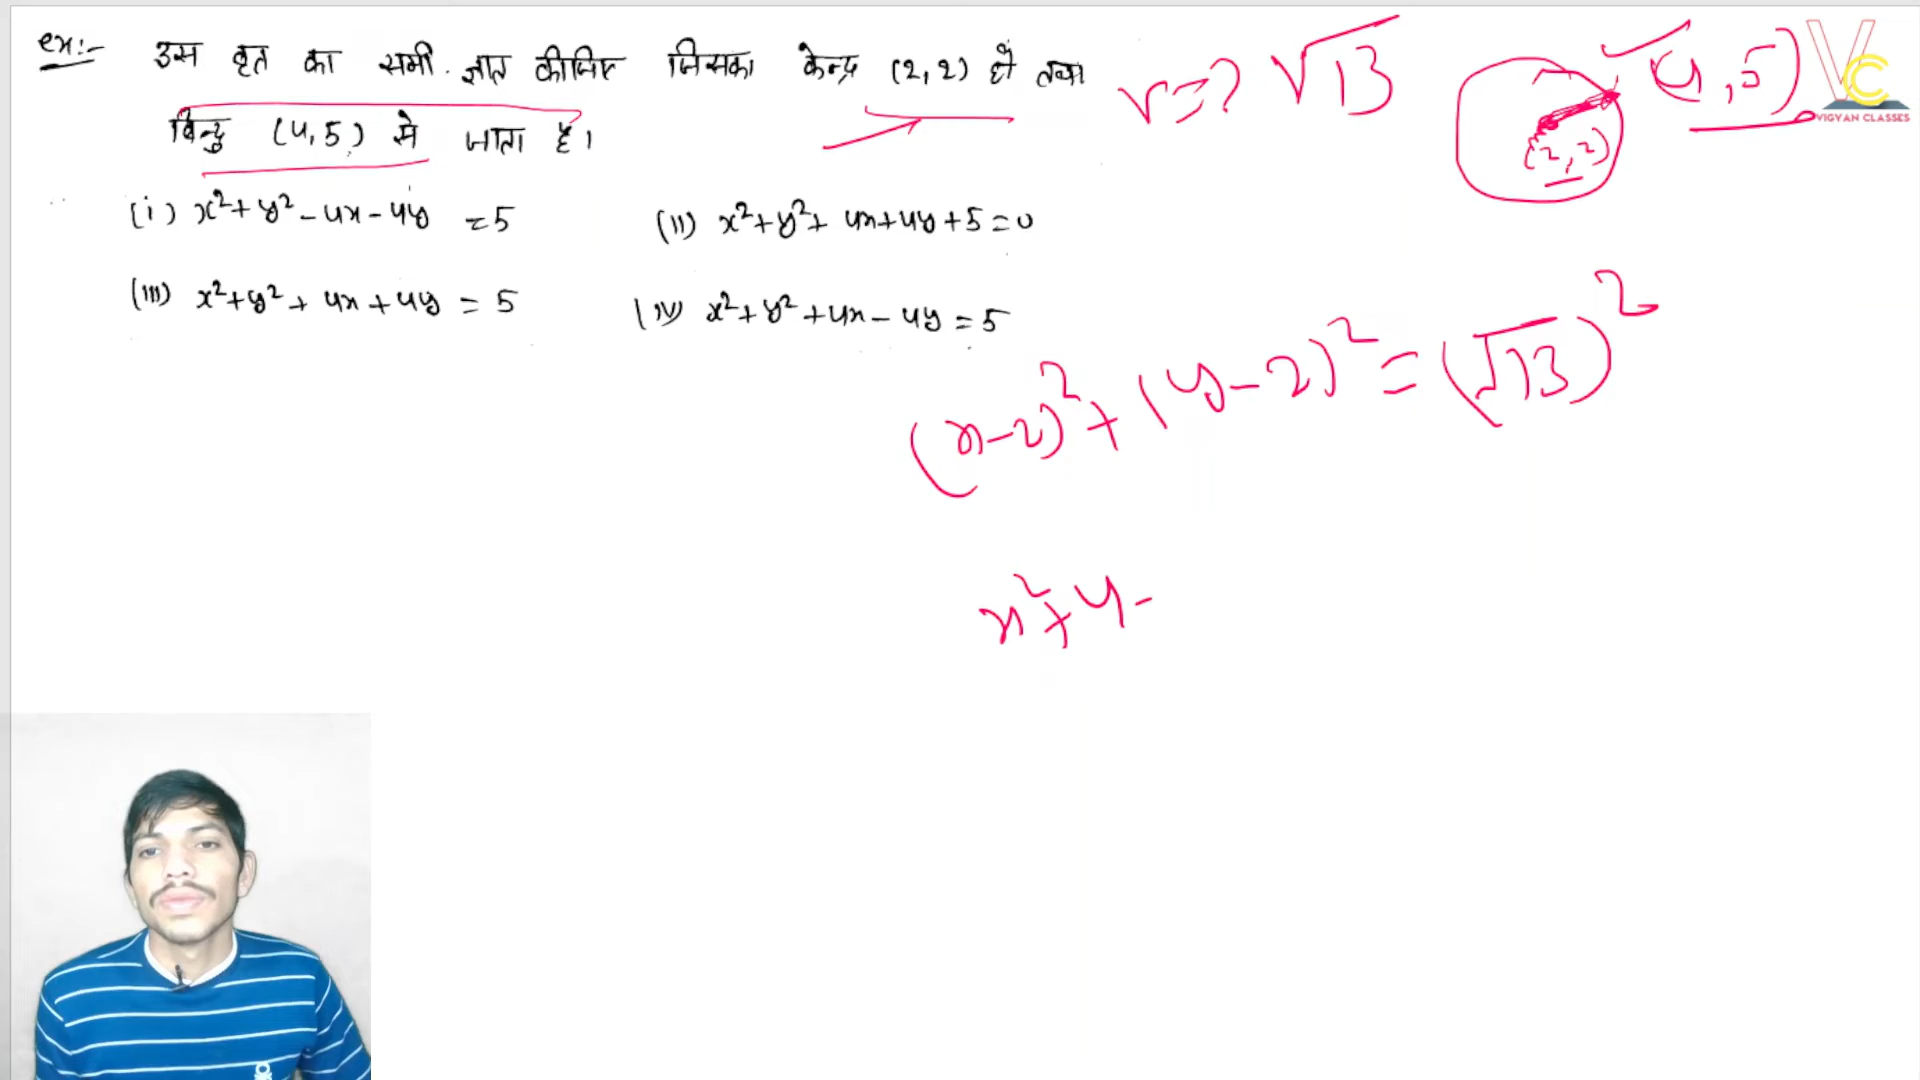 ex:- उस वृत का समी. ज्ञात कीजिए जिसका केन्द्र (2,2) हो तथा
बिन्दु (4,5) से जाता है।
(i) x²+y²-4x-4y =5
(ii) x²+y²+4x+4y+5=0
(iii) x²+y²+4x+4y = 5
(iv) x²+y²+4x-4y=5
r=? √13
(4,5)
(2,2)
VC
VIGYAN CLASSES
(x-2)²+(y-2)²=(√13)²
x²+4-